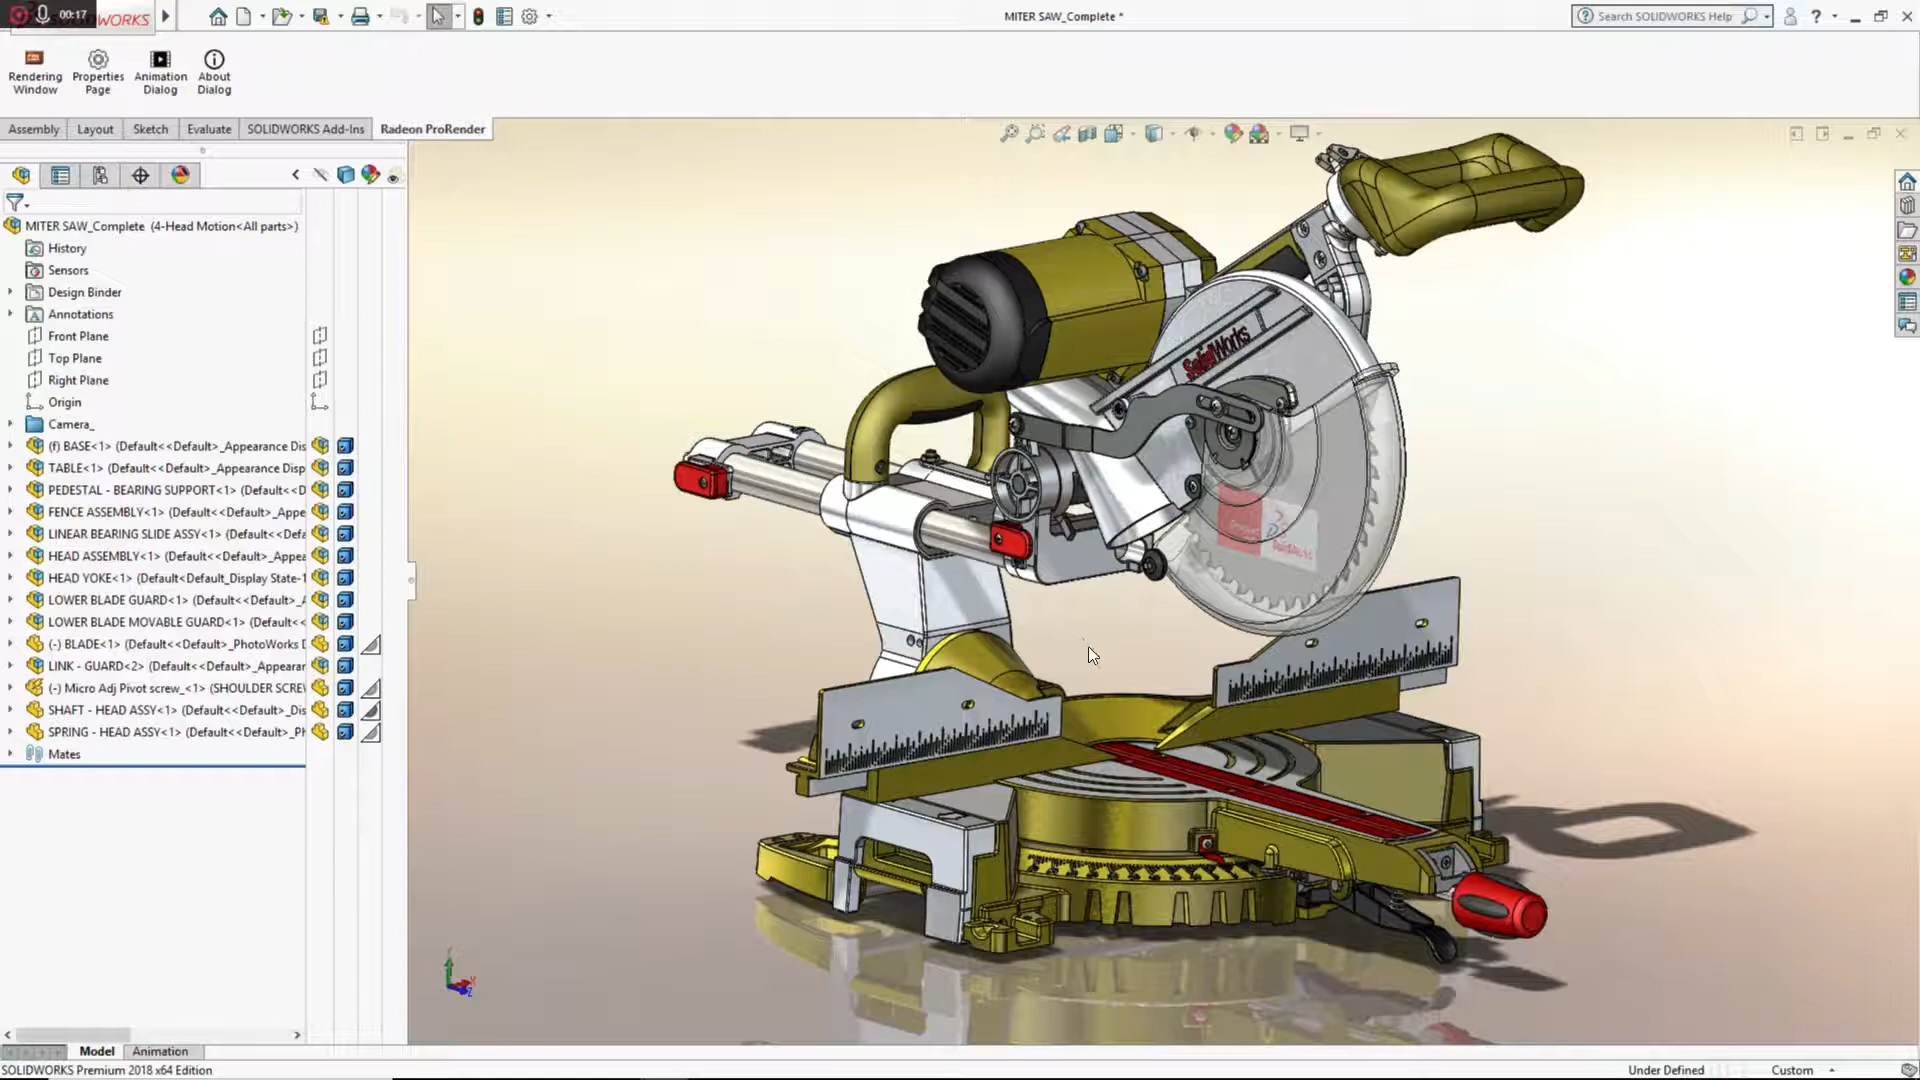 00:17
SOLIDWORKS
MITER SAW_Complete *
Search SOLIDWORKS Help
Rendering Window
Properties Page
Animation Dialog
About Dialog
Assembly
Layout
Sketch
Evaluate
SOLIDWORKS Add-Ins
Radeon ProRender
MITER SAW_Complete (4-Head Motion<All parts>)
History
Sensors
Design Binder
Annotations
Front Plane
Top Plane
Right Plane
Origin
Camera_
(f) BASE<1> (Default<<Default>_Appearance Dis
TABLE<1> (Default<<Default>_Appearance Disp
PEDESTAL - BEARING SUPPORT<1> (Default<<D
FENCE ASSEMBLY<1> (Default<<Default>_Appe
LINEAR BEARING SLIDE ASSY<1> (Default<<Defa
HEAD ASSEMBLY<1> (Default<<Default>_Appea
HEAD YOKE<1> (Default<Default_Display State-1
LOWER BLADE GUARD<1> (Default<<Default>_A
LOWER BLADE MOVABLE GUARD<1> (Default<<
(-) BLADE<1> (Default<<Default>_PhotoWorks D
LINK - GUARD<2> (Default<<Default>_Appearar
(-) Micro Adj Pivot screw_<1> (SHOULDER SCREW
SHAFT - HEAD ASSY<1> (Default<<Default>_Dis
SPRING - HEAD ASSY<1> (Default<<Default>_Ph
Mates
SolidWorks
Model
Animation
SOLIDWORKS Premium 2018 x64 Edition
Under Defined
Custom